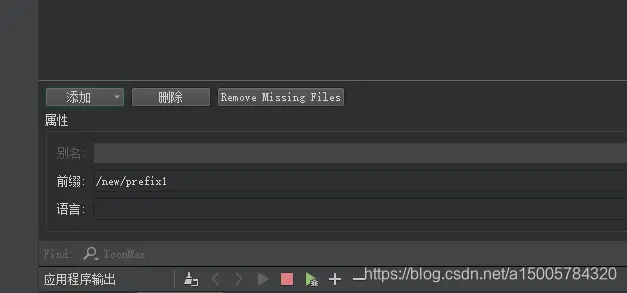 添加 删除 Remove Missing Files
属性
别名:
前缀: /new/prefix1
语言:
Find: IconMax
应用程序输出
https://blog.csdn.net/a15005784320